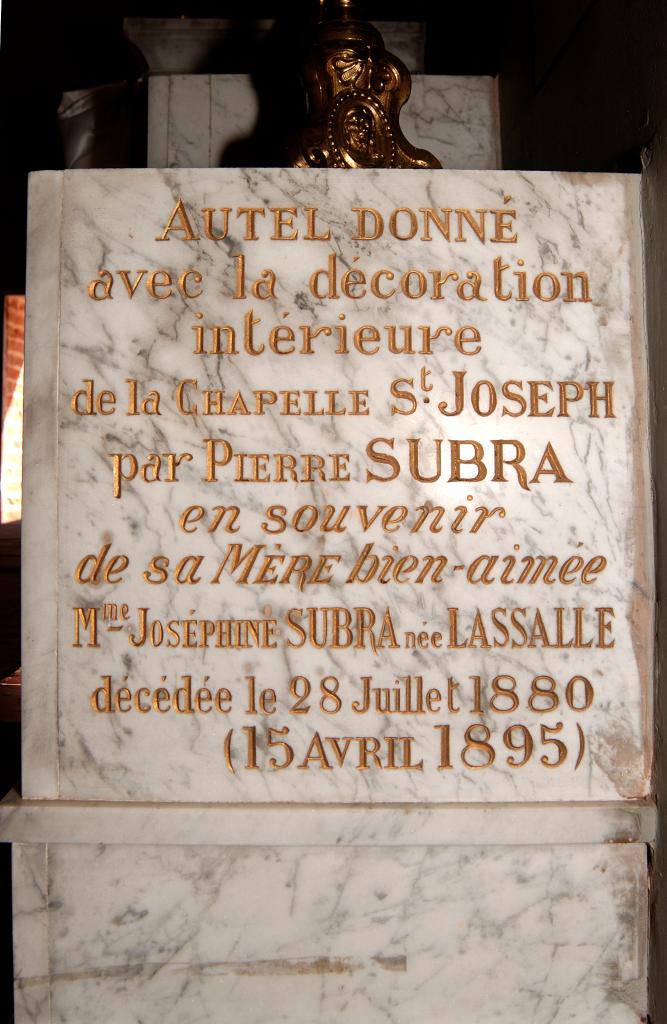 AUTEL DONNÉ
avec la décoration
intérieure
de la CHAPELLE St. JOSEPH
par PIERRE SUBRA
en souvenir
de sa MÈRE bien-aimée
Mme JOSÉPHINE SUBRA née LASSALLE
décédée le 28 Juillet 1880
(15 AVRIL 1895)